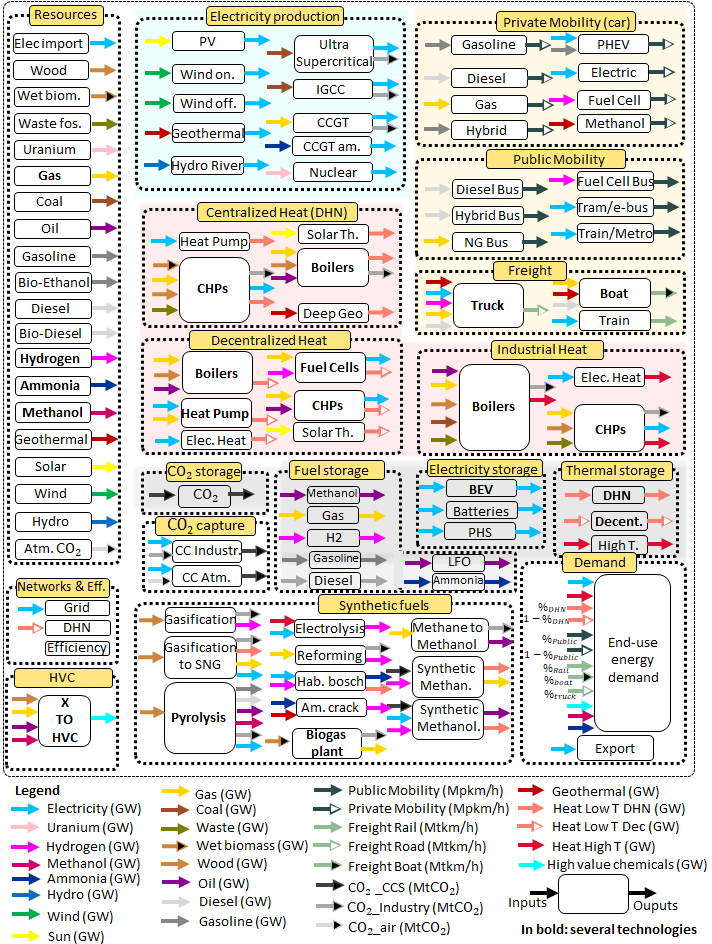 Resources
Elec import
Wood
Wet biom.
Waste fos.
Uranium
Gas
Coal
Oil
Gasoline
Bio-Ethanol
Diesel
Bio-Diesel
Hydrogen
Ammonia
Methanol
Geothermal
Solar
Wind
Hydro
Atm. CO₂
Electricity production
PV
Wind on.
Wind off.
Geothermal
Hydro River
Ultra
Supercritical
IGCC
CCGT
CCGT am.
Nuclear
Private Mobility (car)
Gasoline
Diesel
Gas
Hybrid
PHEV
Electric
Fuel Cell
Methanol
Public Mobility
Diesel Bus
Hybrid Bus
NG Bus
Fuel Cell Bus
Tram/e-bus
Train/Metro
Centralized Heat (DHN)
Heat Pump
CHPs
Solar Th.
Boilers
Deep Geo
Freight
Truck
Boat
Train
Decentralized Heat
Boilers
Heat Pump
Elec. Heat
Fuel Cells
CHPs
Solar Th.
Industrial Heat
Boilers
Elec. Heat
CHPs
CO₂ storage
CO₂
CO₂ capture
CC Industr.
CC Atm.
Fuel storage
Methanol
Gas
H2
Gasoline
Diesel
LFO
Ammonia
Electricity storage
BEV
Batteries
PHS
Thermal storage
DHN
Decent.
High T.
Networks & Eff.
Grid
DHN
Efficiency
HVC
X
TO
HVC
Synthetic fuels
Gasification
Gasification
to SNG
Pyrolysis
Electrolysis
Reforming
Hab. bosch
Am. crack
Biogas
plant
Methane to
Methanol
Synthetic
Methan.
Synthetic
Methanol.
Demand
%DHN
1 − %DHN
%Public
1 − %Public
%Rail
%boat
%truck
End-use
energy
demand
Export
Legend
Electricity (GW)
Uranium (GW)
Hydrogen (GW)
Methanol (GW)
Ammonia (GW)
Hydro (GW)
Wind (GW)
Sun (GW)
Gas (GW)
Coal (GW)
Waste (GW)
Wet biomass (GW)
Wood (GW)
Oil (GW)
Diesel (GW)
Gasoline (GW)
Public Mobility (Mpkm/h)
Private Mobility (Mpkm/h)
Freight Rail (Mtkm/h)
Freight Road (Mtkm/h)
Freight Boat (Mtkm/h)
CO₂ _CCS (MtCO₂)
CO₂_Industry (MtCO₂)
CO₂_air (MtCO₂)
Geothermal (GW)
Heat Low T DHN (GW)
Heat Low T Dec (GW)
Heat High T (GW)
High value chemicals (GW)
Inputs
Ouputs
In bold: several technologies